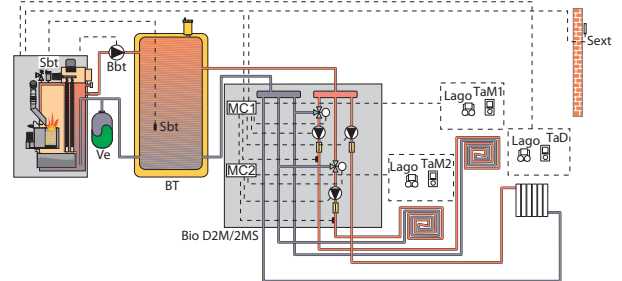 Sbt
Bbt
Sext
Lago TaM1
MC1
Sbt
Ve
Lago TaD
MC2
Lago TaM2
BT
Bio D2M/2MS